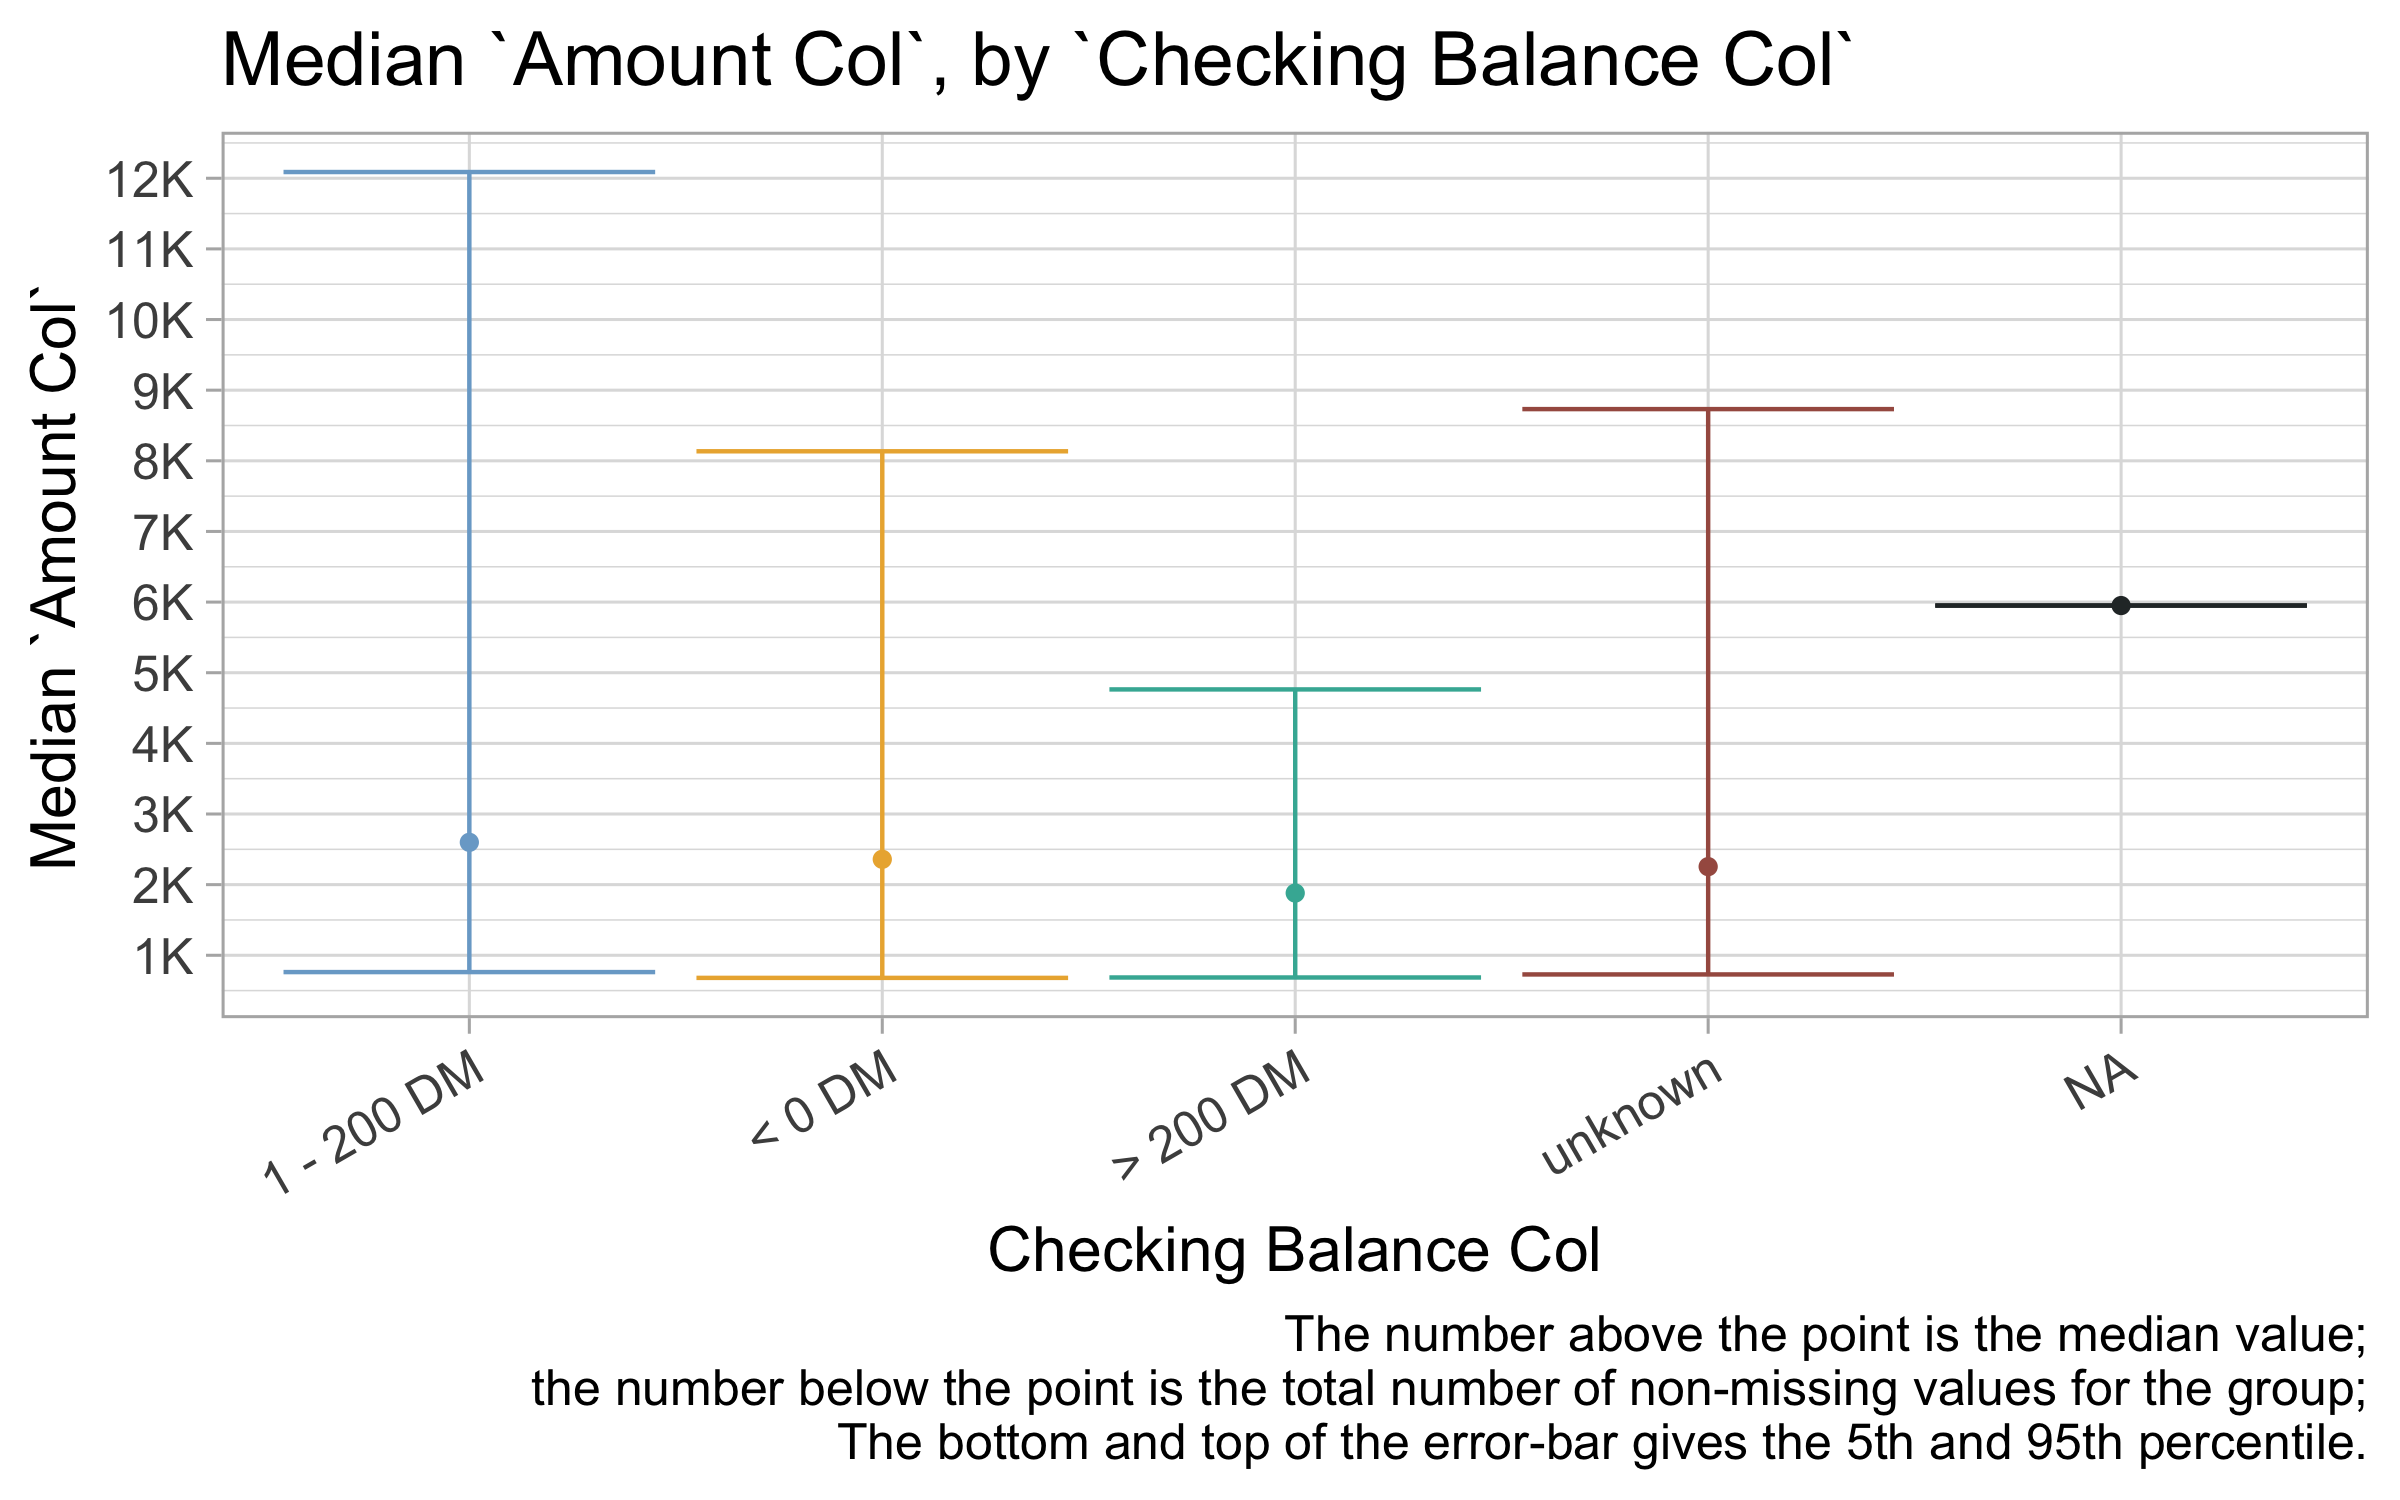 Median `Amount Col`, by `Checking Balance Col`
Median `Amount Col`
12K
11K
10K
9K
8K
7K
6K
5K
4K
3K
2K
1K
1 - 200 DM
< 0 DM
> 200 DM
unknown
NA
Checking Balance Col
The number above the point is the median value;
the number below the point is the total number of non-missing values for the group;
The bottom and top of the error-bar gives the 5th and 95th percentile.